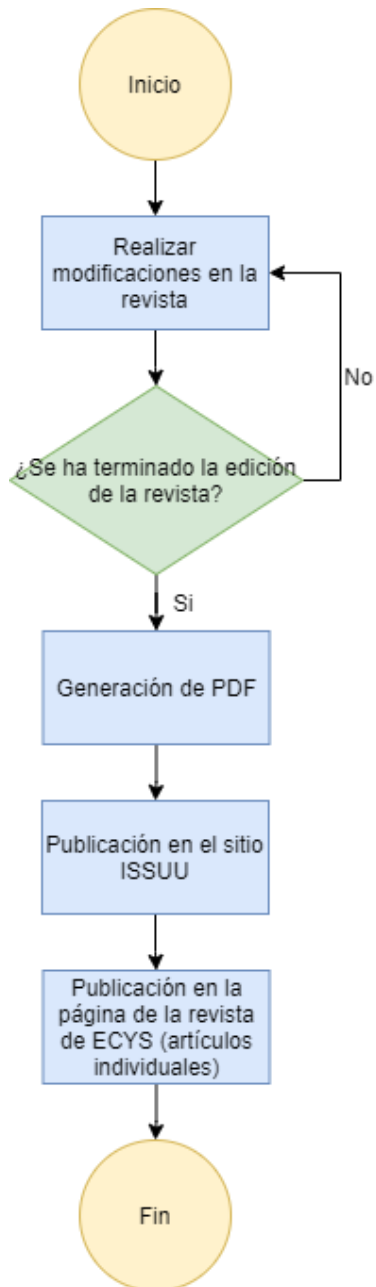 Inicio
Realizar
modificaciones en la
revista
No
¿Se ha terminado la edición
de la revista?
Si
Generación de PDF
Publicación en el sitio
ISSUU
Publicación en la
página de la revista
de ECYS (artículos
individuales)
Fin